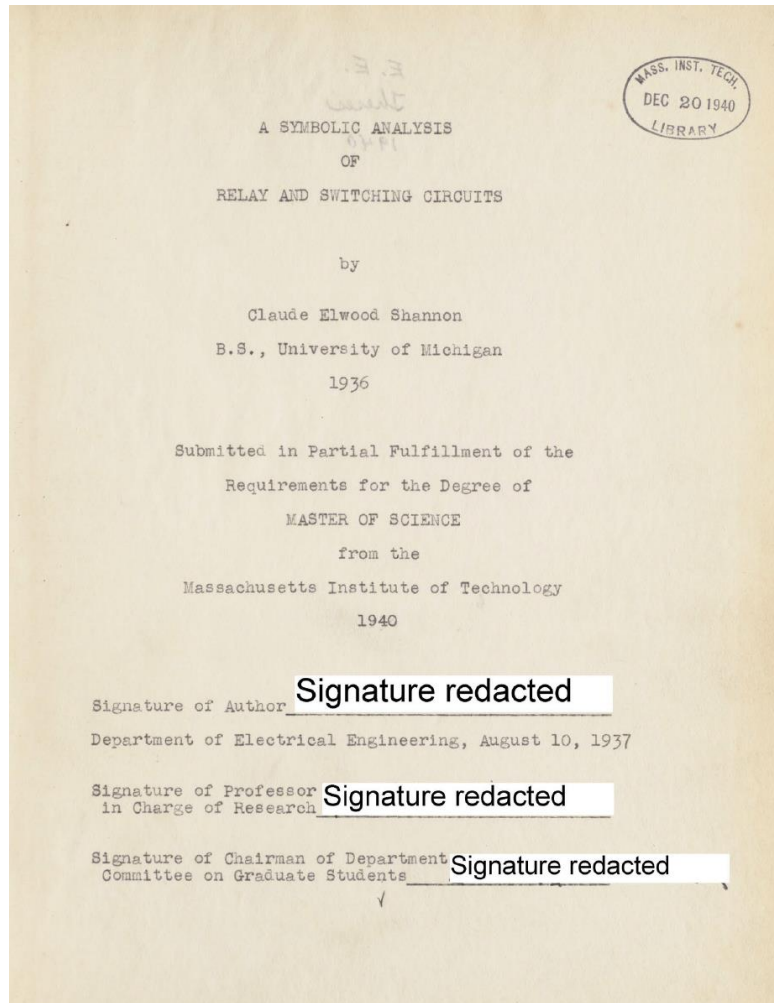 E. E.
Thesis
1940
MASS. INST. TECH.
DEC 20 1940
LIBRARY
A SYMBOLIC ANALYSIS
OF
RELAY AND SWITCHING CIRCUITS
by
Claude Elwood Shannon
B.S., University of Michigan
1936
Submitted in Partial Fulfillment of the
Requirements for the Degree of
MASTER OF SCIENCE
from the
Massachusetts Institute of Technology
1940
Signature of Author Signature redacted
Department of Electrical Engineering, August 10, 1937
Signature of Professor
in Charge of Research Signature redacted
Signature of Chairman of Department
Committee on Graduate Students Signature redacted